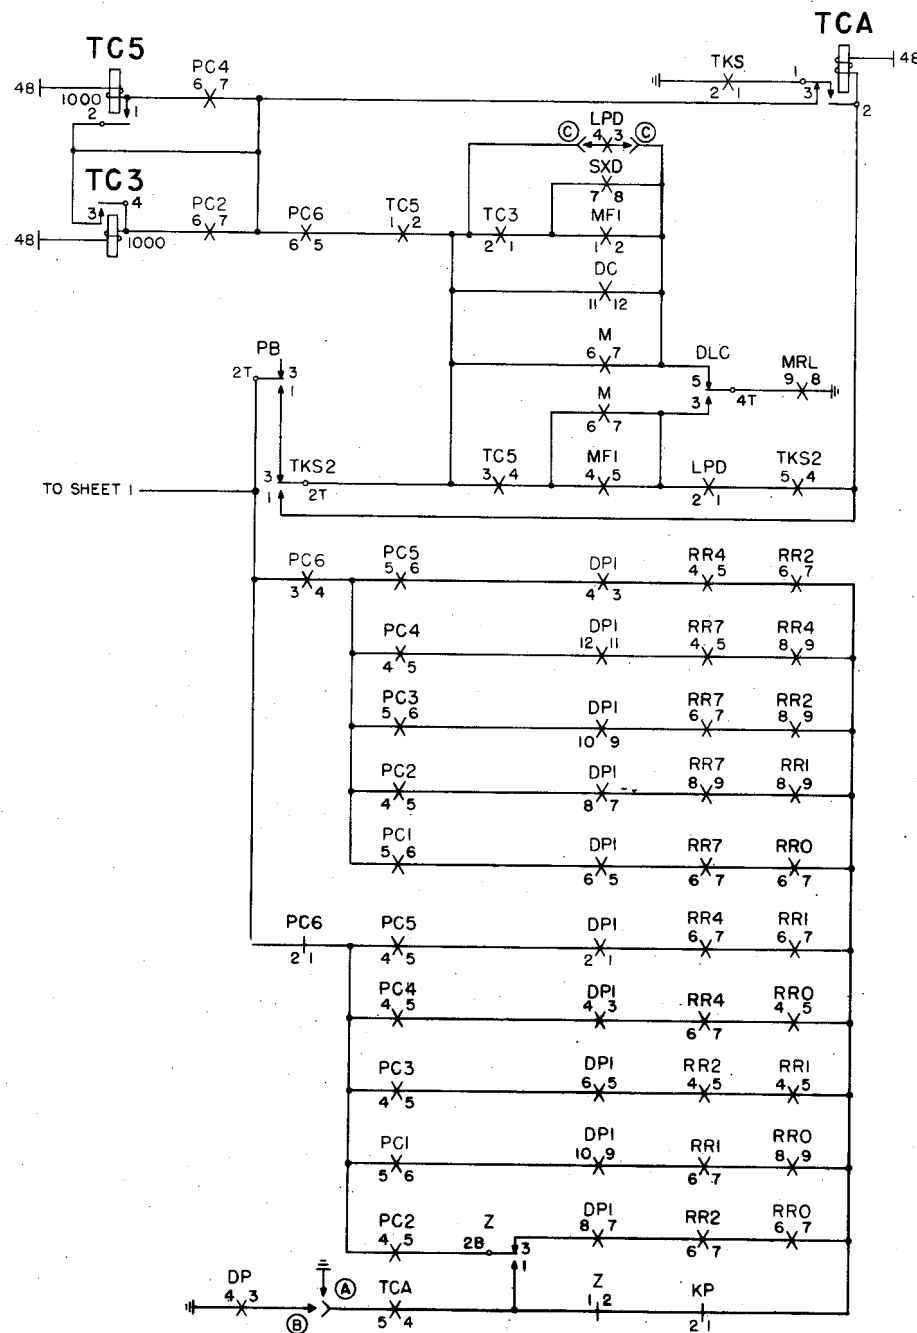 TCA
TC5
PC4
TKS
48
48
6 7
1000
1
2 1
1
3
2
2
LPD
C 4 3 C
TC3
4
3
PC2
6 7
SXD
7 8
PC6
TC5
1 2
TC3
MF1
48
1000
6 5
2 1
1 2
DC
11 12
PB
M
6 7
DLC
MRL
2T
3
1
5
3
4T
9 8
M
6 7
3
TKS2
TC5
3 4
MF1
4 5
LPD
TKS2
5 4
TO SHEET 1
1
2T
2 1
PC6
PC5
5 6
DP1
RR4
4 5
RR2
6 7
3 4
4 3
PC4
DP1
12 11
RR7
4 5
RR4
8 9
4 5
PC3
5 6
DP1
RR7
6 7
RR2
8 9
10 9
PC2
DP1
RR7
8 9
RR1
8 9
4 5
8 7
PC1
5 6
DP1
RR7
RR0
6 5
6 7
6 7
PC6
PC5
DP1
RR4
6 7
RR1
6 7
2 1
4 5
2 1
PC4
4 5
DP1
4 3
RR4
RR0
4 5
6 7
PC3
DP1
6 5
RR2
4 5
RR1
4 5
4 5
PC1
DP1
10 9
RR1
RR0
8 9
5 6
6 7
PC2
4 5
Z
2B
3
1
DP1
8 7
RR2
RR0
6 7
6 7
DP
4 3
A
B
TCA
5 4
Z
1 2
KP
2 1